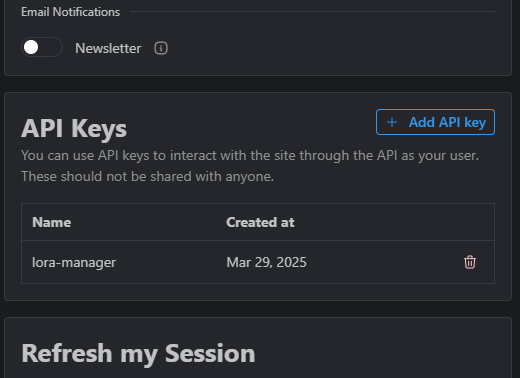 Email Notifications
Newsletter
API Keys
Add API key
You can use API keys to interact with the site through the API as your user.
These should not be shared with anyone.
Name Created at
lora-manager Mar 29, 2025
Refresh my Session